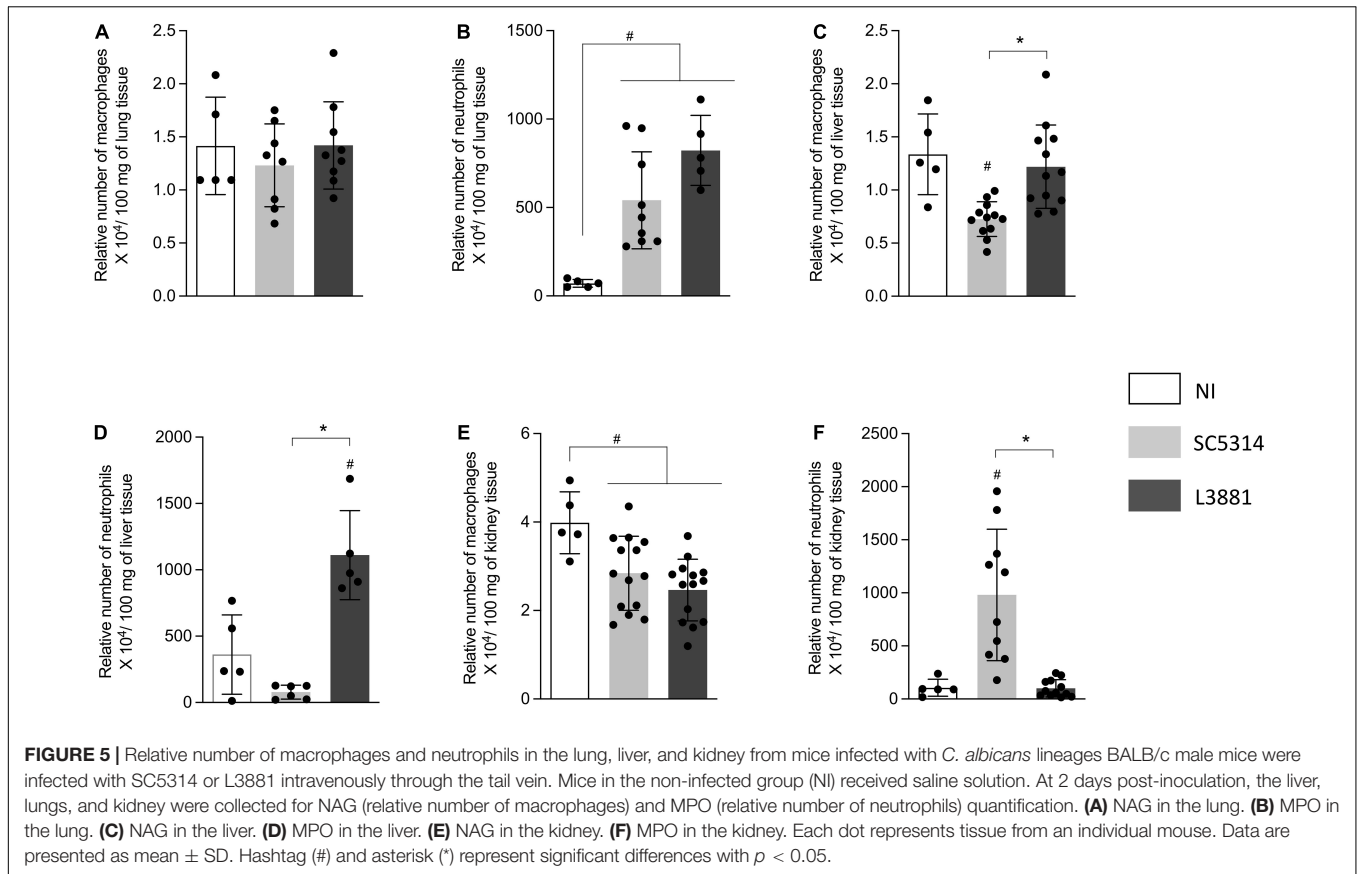 A
Relative number of macrophages
X 10⁴/ 100 mg of lung tissue
2.5
2.0
1.5
1.0
0.5
0.0
B
Relative number of neutrophils
X 10⁴/ 100 mg of lung tissue
1500
1000
500
0
#
C
Relative number of macrophages
X 10⁴/ 100 mg of liver tissue
2.5
2.0
1.5
1.0
0.5
0.0
*
#
NI
SC5314
L3881
D
Relative number of neutrophils
X 10⁴/ 100 mg of liver tissue
2000
1500
1000
500
0
*
#
E
Relative number of macrophages
X 10⁴/ 100 mg of kidney tissue
6
4
2
0
#
F
Relative number of neutrophils
X 10⁴/ 100 mg of kidney tissue
2500
2000
1500
1000
500
0
*
#
FIGURE 5 | Relative number of macrophages and neutrophils in the lung, liver, and kidney from mice infected with C. albicans lineages BALB/c male mice were
infected with SC5314 or L3881 intravenously through the tail vein. Mice in the non-infected group (NI) received saline solution. At 2 days post-inoculation, the liver,
lungs, and kidney were collected for NAG (relative number of macrophages) and MPO (relative number of neutrophils) quantification. (A) NAG in the lung. (B) MPO in
the lung. (C) NAG in the liver. (D) MPO in the liver. (E) NAG in the kidney. (F) MPO in the kidney. Each dot represents tissue from an individual mouse. Data are
presented as mean ± SD. Hashtag (#) and asterisk (*) represent significant differences with p < 0.05.